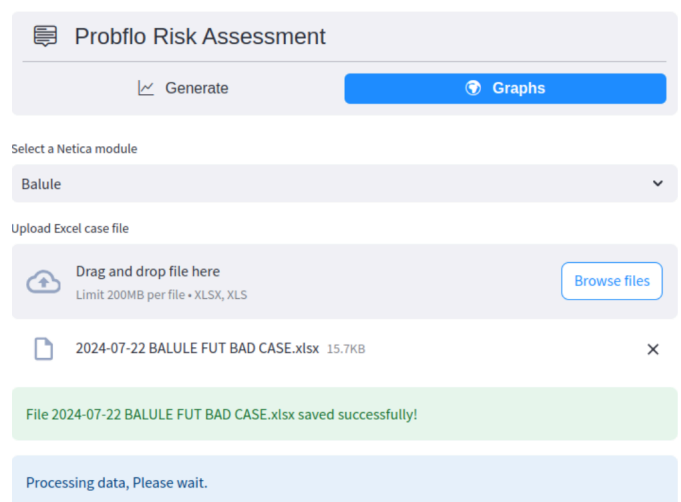 Probflo Risk Assessment
Generate
Graphs
Select a Netica module
Balule
Upload Excel case file
Drag and drop file here
Limit 200MB per file • XLSX, XLS
Browse files
2024-07-22 BALULE FUT BAD CASE.xlsx 15.7KB
File 2024-07-22 BALULE FUT BAD CASE.xlsx saved successfully!
Processing data, Please wait.